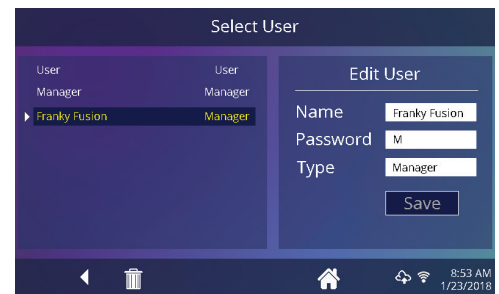 Select User
User User
Manager Manager
Franky Fusion Manager
Edit User
Name Franky Fusion
Password M
Type Manager
Save
8:53 AM
1/23/2018